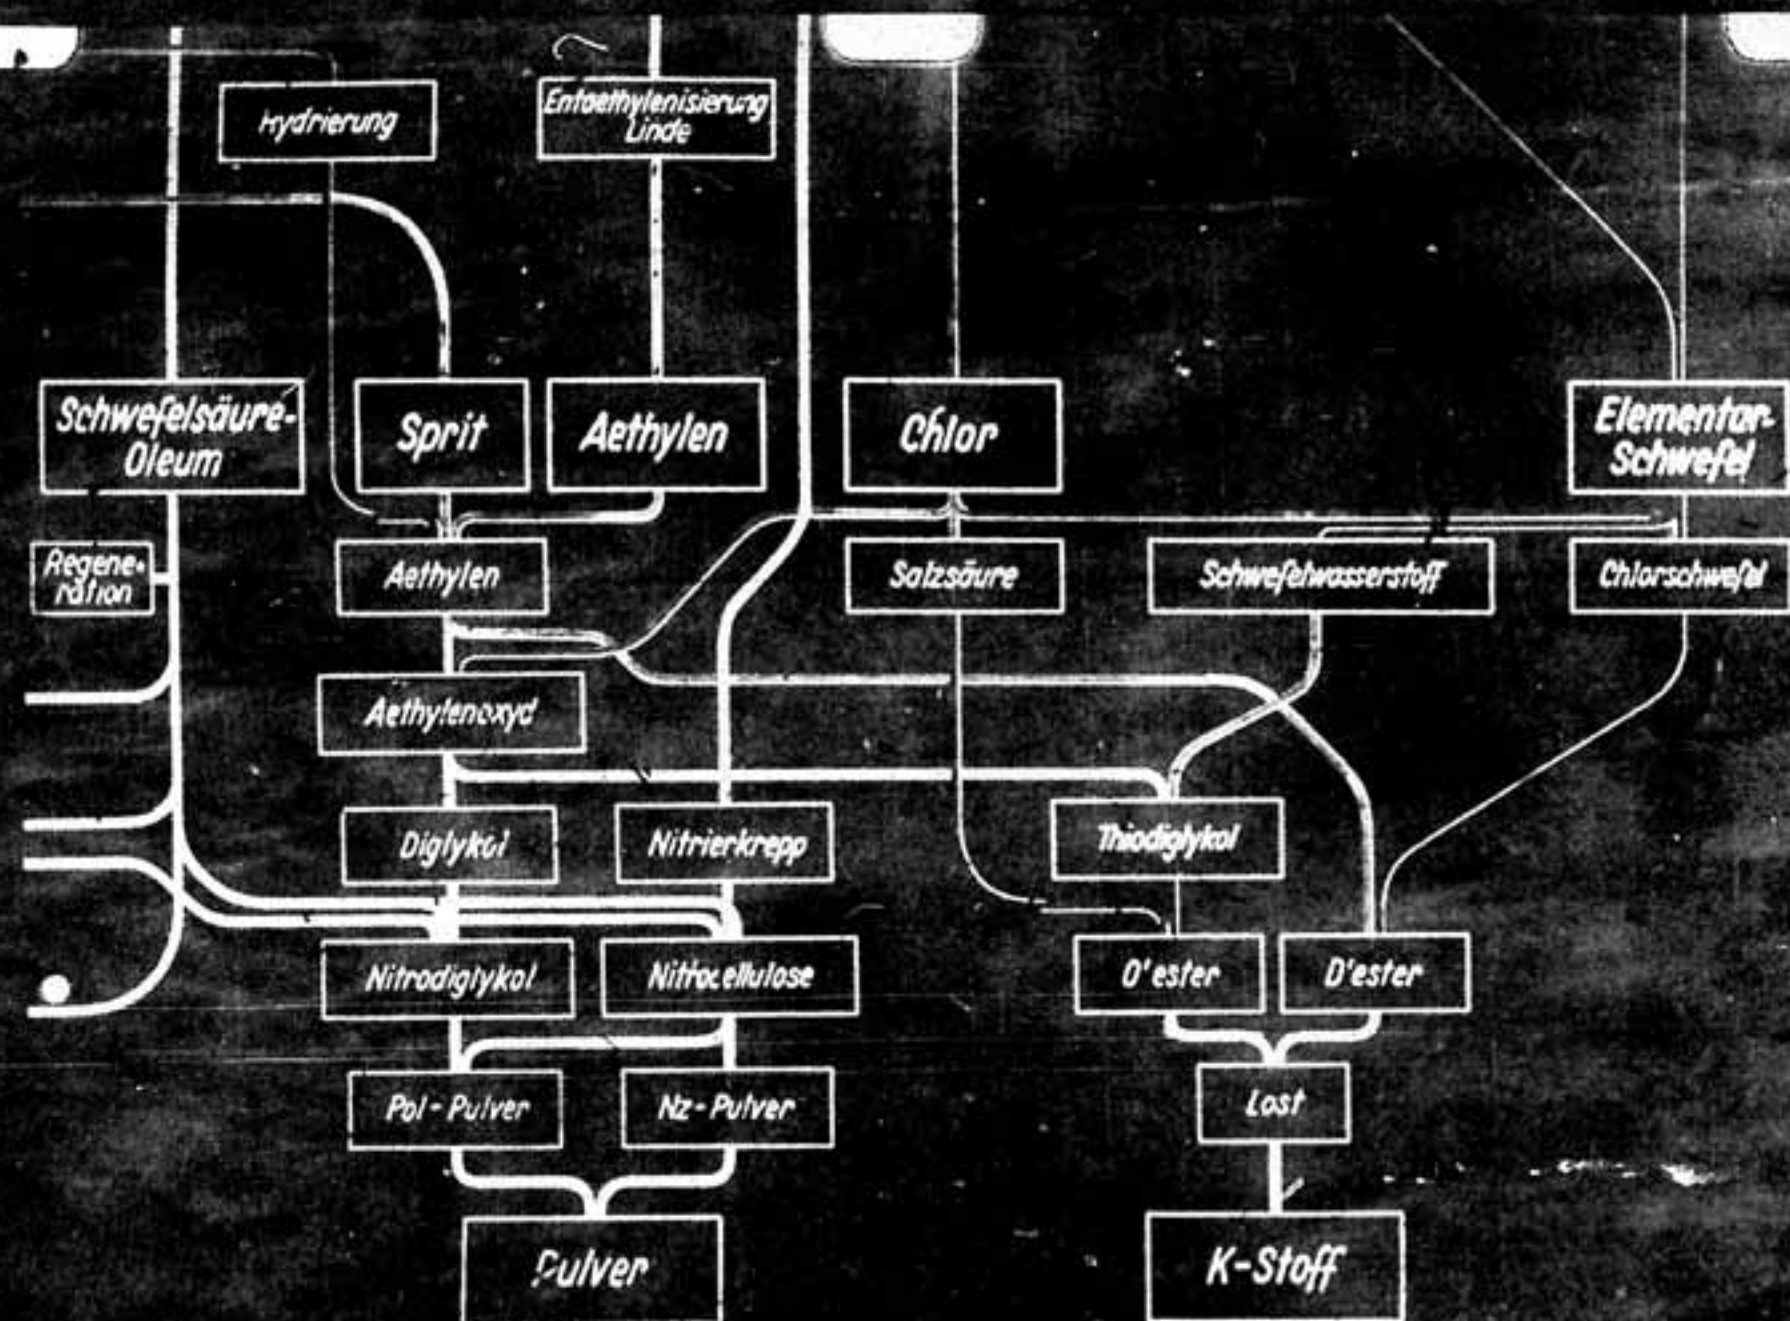 Hydrierung
Entaethylenisierung
Linde
Schwefelsäure-
Oleum
Sprit
Aethylen
Chlor
Elementar-
Schwefel
Regene-
ration
Aethylen
Salzsäure
Schwefelwasserstoff
Chlorschwefel
Aethylenoxyd
Diglykol
Nitrierkrepp
Thiodiglykol
Nitrodiglykol
Nitrocellulose
O'ester
D'ester
Pol-Pulver
Nz-Pulver
Lost
Pulver
K-Stoff